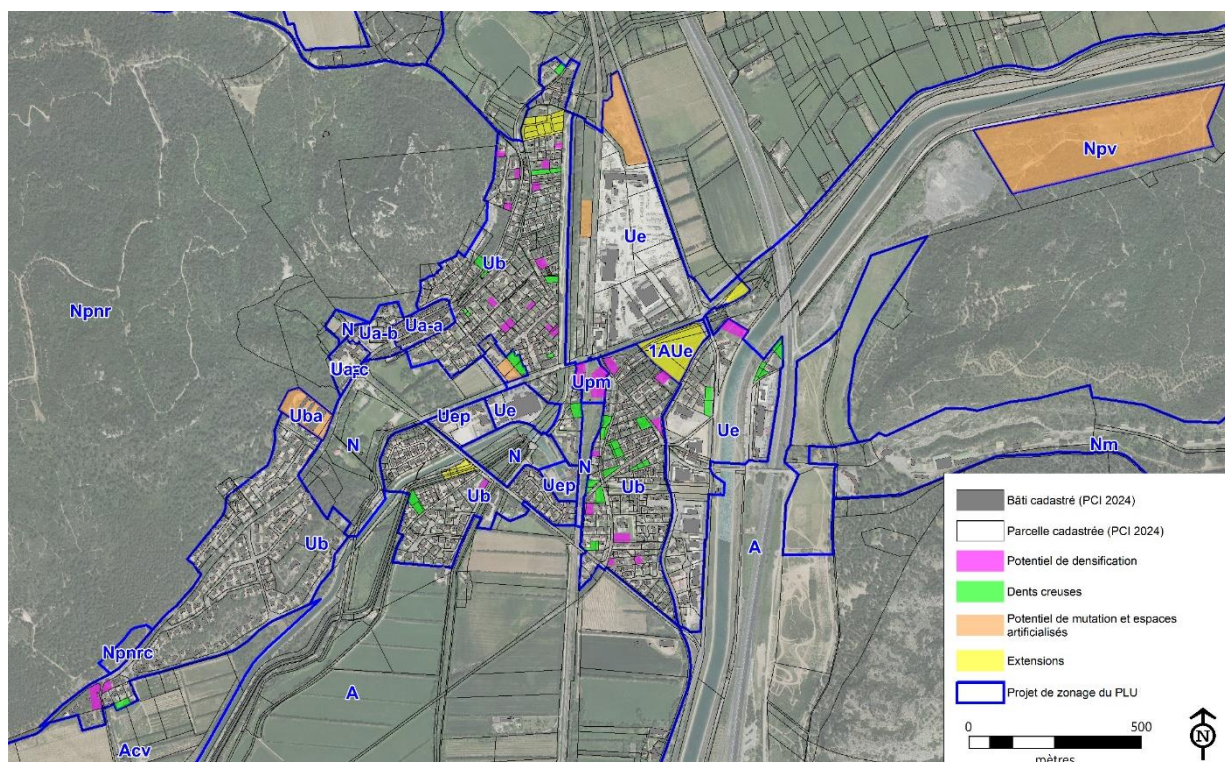 Npv
Ue
Ub
Npnr
N
Ua-b
Ua-a
1AUe
Ua-c
Upm
Uba
Uep
Ue
Ue
N
N
N
Nm
Uep
Ub
Ub
Ub
A
Npnrc
A
Acv
Bâti cadastré (PCI 2024)
Parcelle cadastrée (PCI 2024)
Potentiel de densification
Dents creuses
Potentiel de mutation et espaces
artificialisés
Extensions
Projet de zonage du PLU
0 500
mètres
N